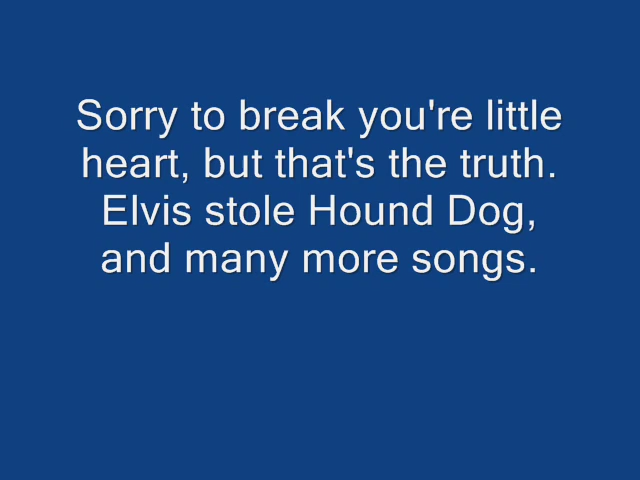 Sorry to break you're little
heart, but that's the truth.
Elvis stole Hound Dog,
and many more songs.